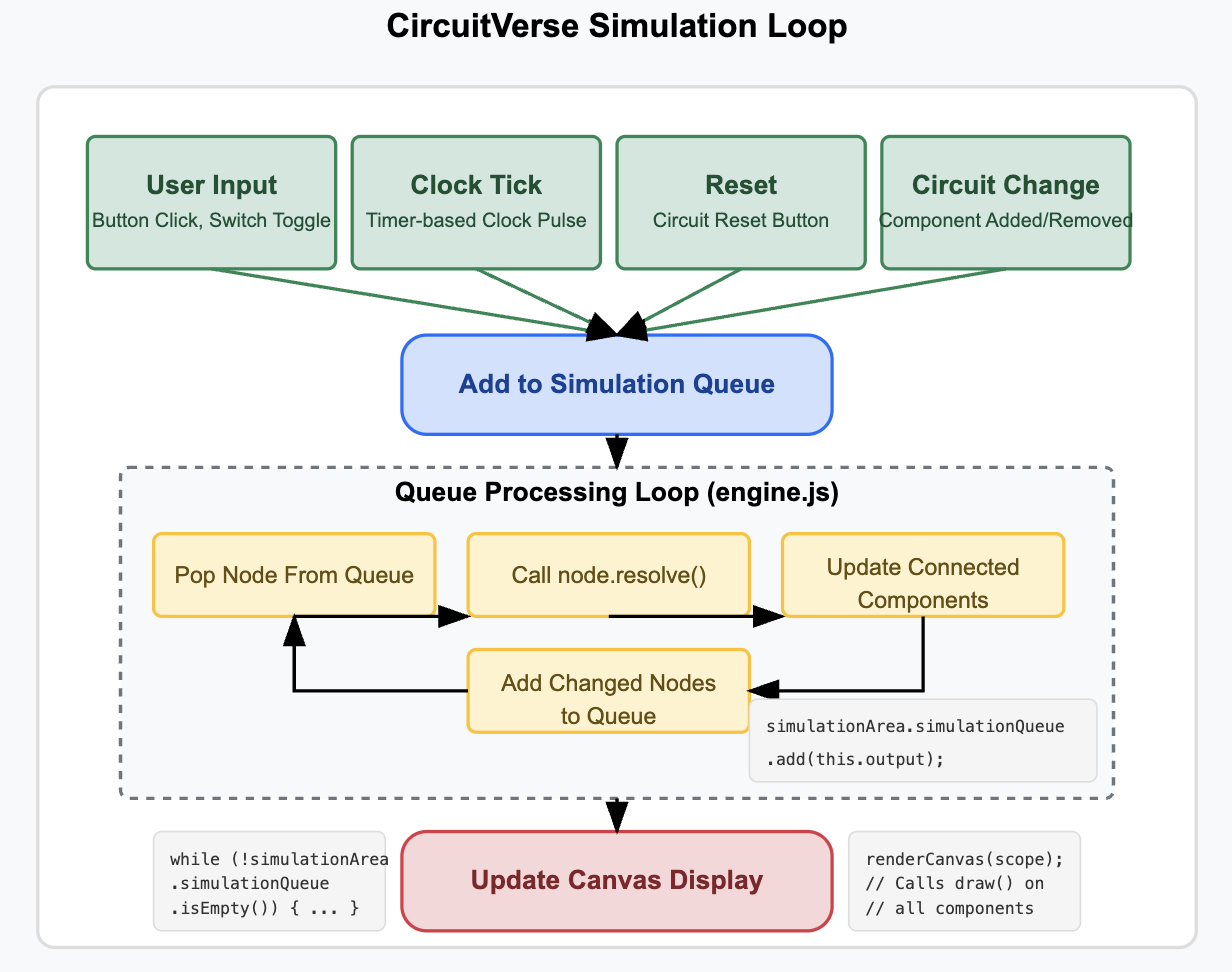 CircuitVerse Simulation Loop
User Input
Button Click, Switch Toggle
Clock Tick
Timer-based Clock Pulse
Reset
Circuit Reset Button
Circuit Change
Component Added/Removed
Add to Simulation Queue
Queue Processing Loop (engine.js)
Pop Node From Queue
Call node.resolve()
Update Connected
Components
Add Changed Nodes
to Queue
simulationArea.simulationQueue
.add(this.output);
while (!simulationArea
.simulationQueue
.isEmpty()) { ... }
Update Canvas Display
renderCanvas(scope);
// Calls draw() on
// all components